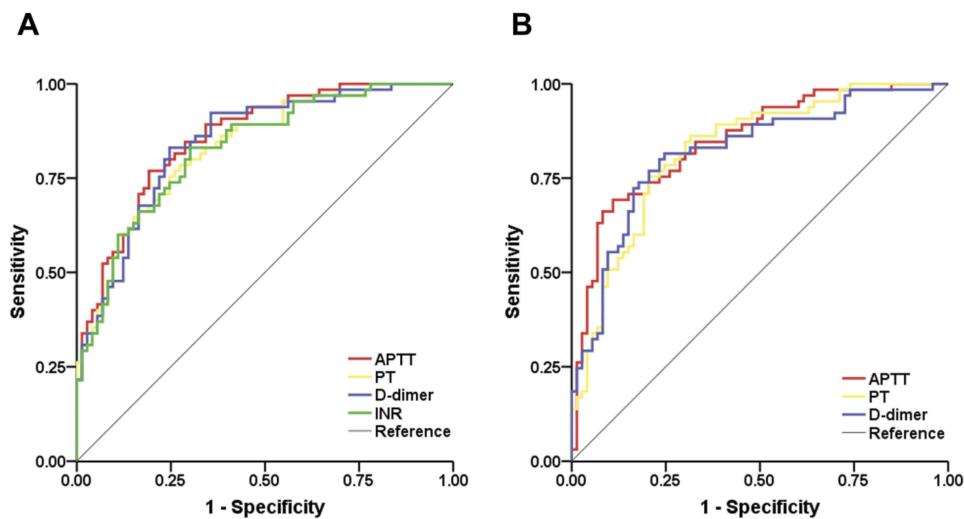 A
B
1.00
0.75
0.50
0.25
0.00
Sensitivity
APTT
PT
D-dimer
INR
Reference
0.00 0.25 0.50 0.75 1.00
1 - Specificity
1.00
0.75
0.50
0.25
0.00
Sensitivity
APTT
PT
D-dimer
Reference
0.00 0.25 0.50 0.75 1.00
1 - Specificity